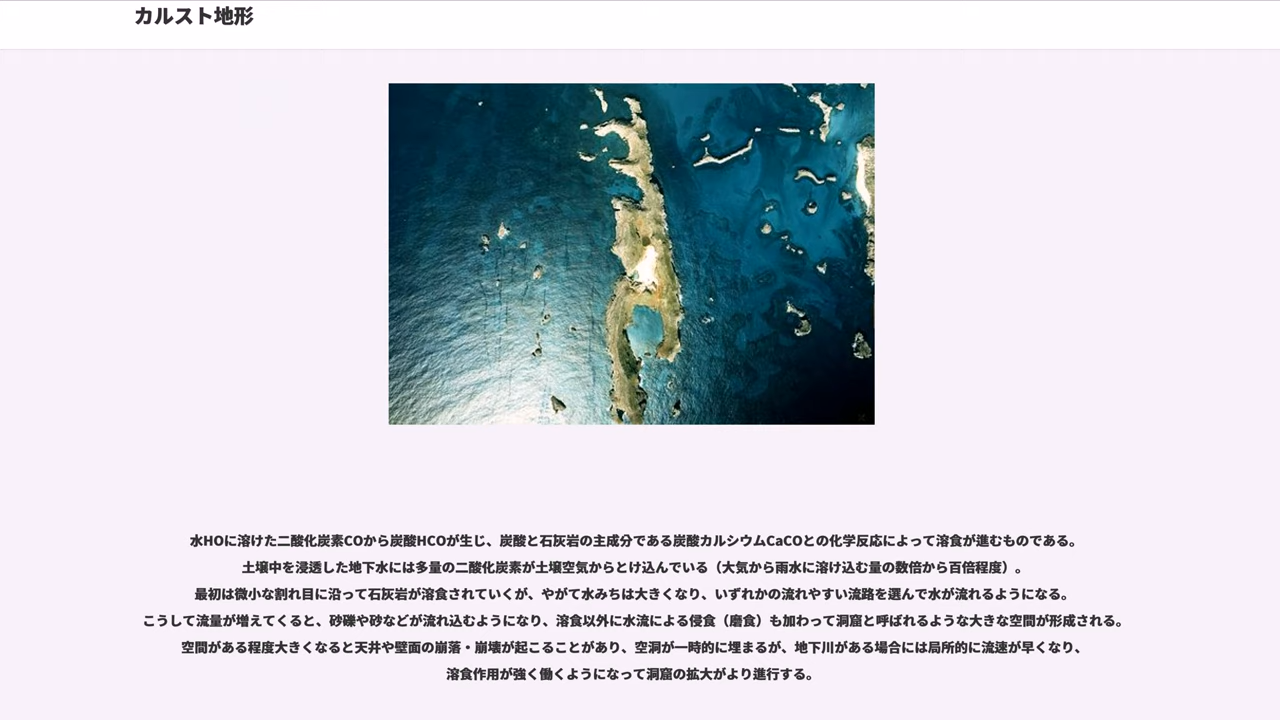 カルスト地形
水HOに溶けた二酸化炭素COから炭酸HCOが生じ、炭酸と石灰岩の主成分である炭酸カルシウムCaCOとの化学反応によって溶食が進むものである。
土壌中を浸透した地下水には多量の二酸化炭素が土壌空気からとけ込んでいる（大気から雨水に溶け込む量の数倍から百倍程度）。
最初は微小な割れ目に沿って石灰岩が溶食されていくが、やがて水みちは大きくなり、いずれかの流れやすい流路を選んで水が流れるようになる。
こうして流量が増えてくると、砂礫や砂などが流れ込むようになり、溶食以外に水流による侵食（磨食）も加わって洞窟と呼ばれるような大きな空間が形成される。
空間がある程度大きくなると天井や壁面の崩落・崩壊が起こることがあり、空洞が一時的に埋まるが、地下川がある場合には局所的に流速が早くなり、
溶食作用が強く働くようになって洞窟の拡大がより進行する。